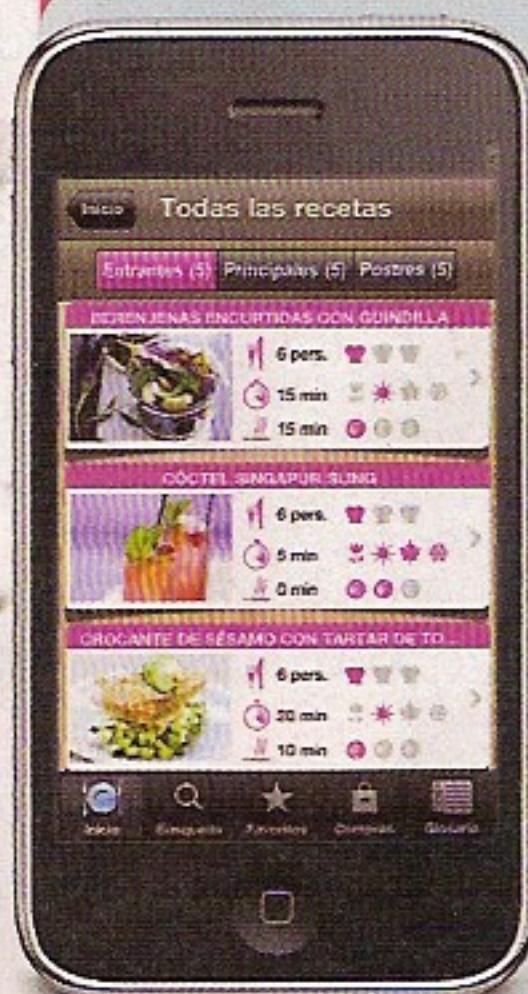 Inicio Todas las recetas
Entrantes (5) Principales (5) Postres (5)
BERENJENAS ENCURTIDAS CON GUINDILLA
6 pers.
15 min
15 min
CÓCTEL SINGAPUR SLING
6 pers.
5 min
0 min
CROCANTE DE SÉSAMO CON TARTAR DE TO...
6 pers.
20 min
10 min
Inicio Búsqueda Favoritos Compras Glosario